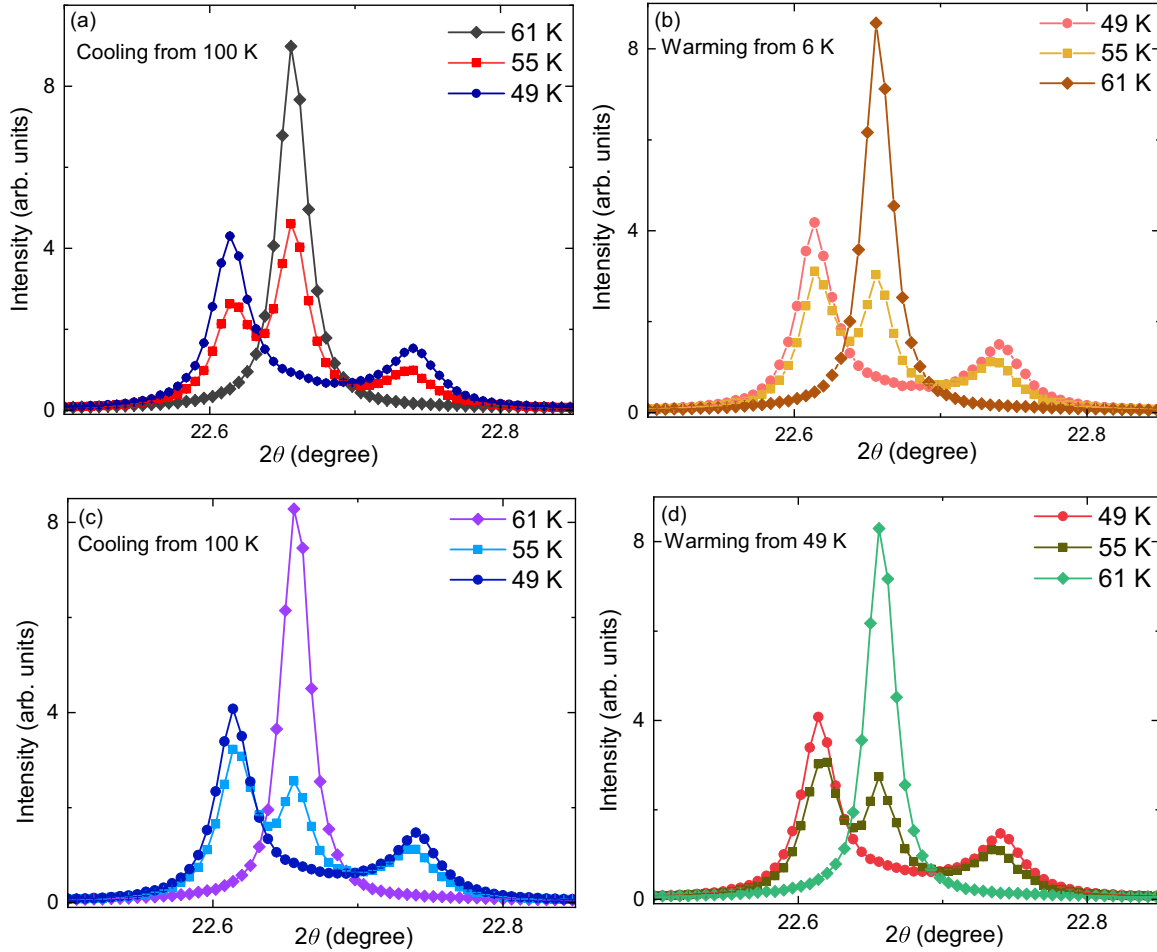 (a)
Cooling from 100 K
61 K
55 K
49 K
Intensity (arb. units)
8
4
0
22.6
22.8
2θ (degree)
(b)
Warming from 6 K
49 K
55 K
61 K
Intensity (arb. units)
8
4
0
22.6
22.8
2θ (degree)
(c)
Cooling from 100 K
61 K
55 K
49 K
Intensity (arb. units)
8
4
0
22.6
22.8
2θ (degree)
(d)
Warming from 49 K
49 K
55 K
61 K
Intensity (arb. units)
8
4
0
22.6
22.8
2θ (degree)